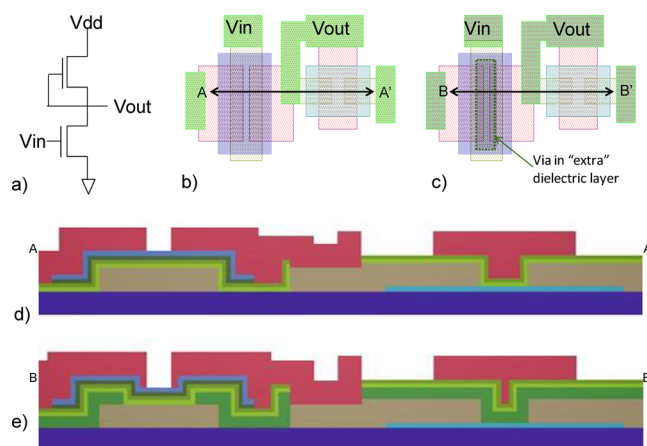 Vdd
Vout
Vin
a)
Vin
Vout
A
A'
b)
Vin
Vout
B
B'
Via in “extra”
dielectric layer
c)
A
A
d)
B
B
e)